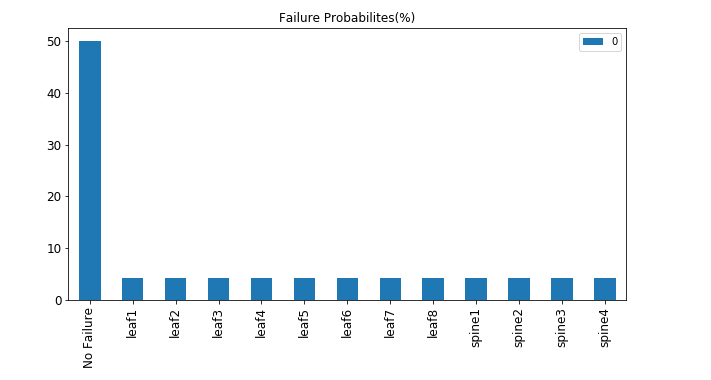 Failure Probabilites(%)
0
50
40
30
20
10
0
No Failure
leaf1
leaf2
leaf3
leaf4
leaf5
leaf6
leaf7
leaf8
spine1
spine2
spine3
spine4